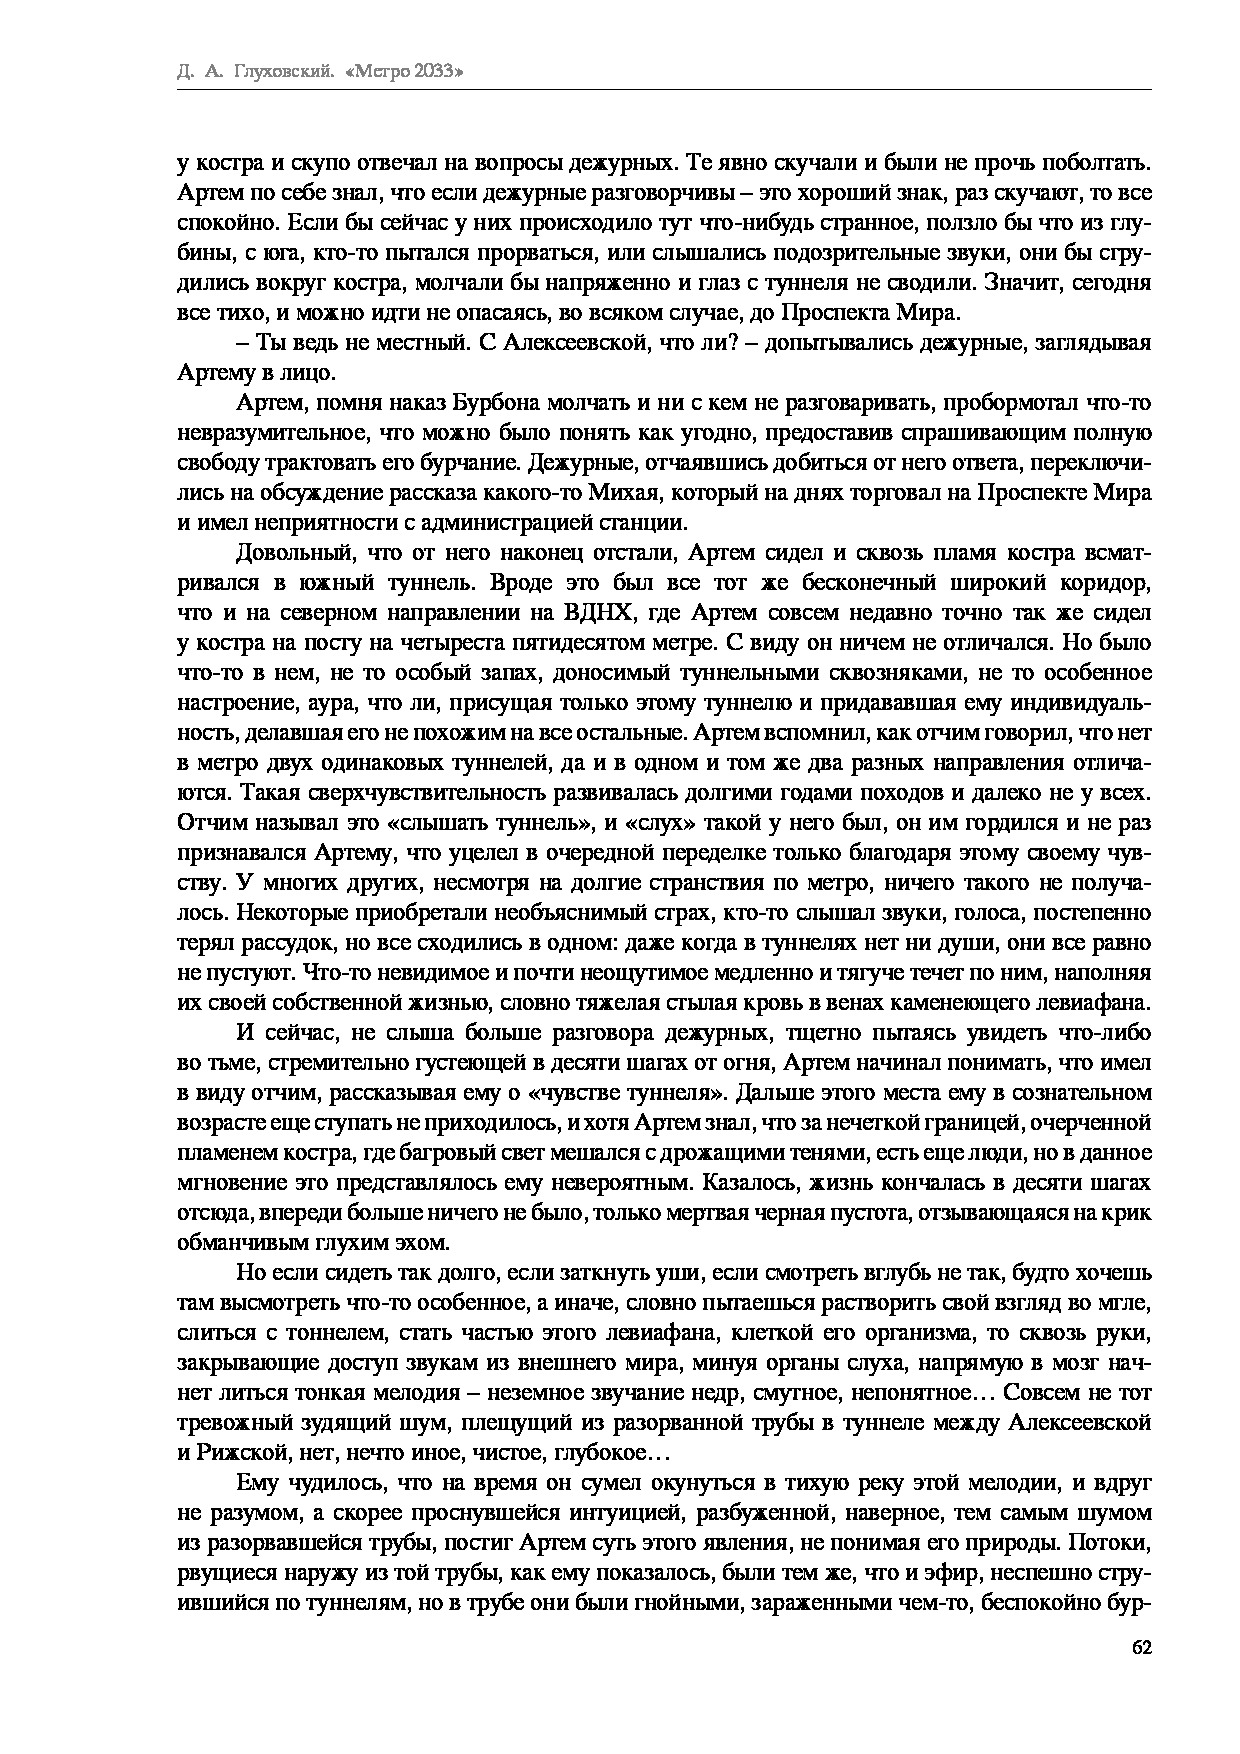 Д. А. Глуховский. «Метро 2033»
у костра и скупо отвечал на вопросы дежурных. Те явно скучали и были не прочь поболтать.
Артем по себе знал, что если дежурные разговорчивы – это хороший знак, раз скучают, то все
спокойно. Если бы сейчас у них происходило тут что-нибудь странное, ползло бы что из глу-
бины, с юга, кто-то пытался прорваться, или слышались подозрительные звуки, они бы сгру-
дились вокруг костра, молчали бы напряженно и глаз с туннеля не сводили. Значит, сегодня
все тихо, и можно идти не опасаясь, во всяком случае, до Проспекта Мира.
– Ты ведь не местный. С Алексеевской, что ли? – допытывались дежурные, заглядывая
Артему в лицо.
Артем, помня наказ Бурбона молчать и ни с кем не разговаривать, пробормотал что-то
невразумительное, что можно было понять как угодно, предоставив спрашивающим полную
свободу трактовать его бурчание. Дежурные, отчаявшись добиться от него ответа, переключи-
лись на обсуждение рассказа какого-то Михая, который на днях торговал на Проспекте Мира
и имел неприятности с администрацией станции.
Довольный, что от него наконец отстали, Артем сидел и сквозь пламя костра всмат-
ривался в южный туннель. Вроде это был все тот же бесконечный широкий коридор,
что и на северном направлении на ВДНХ, где Артем совсем недавно точно так же сидел
у костра на посту на четыреста пятидесятом метре. С виду он ничем не отличался. Но было
что-то в нем, не то особый запах, доносимый туннельными сквозняками, не то особенное
настроение, аура, что ли, присущая только этому туннелю и придававшая ему индивидуаль-
ность, делавшая его не похожим на все остальные. Артем вспомнил, как отчим говорил, что нет
в метро двух одинаковых туннелей, да и в одном и том же два разных направления отлича-
ются. Такая сверхчувствительность развивалась долгими годами походов и далеко не у всех.
Отчим называл это «слышать туннель», и «слух» такой у него был, он им гордился и не раз
признавался Артему, что уцелел в очередной переделке только благодаря этому своему чув-
ству. У многих других, несмотря на долгие странствия по метро, ничего такого не получа-
лось. Некоторые приобретали необъяснимый страх, кто-то слышал звуки, голоса, постепенно
терял рассудок, но все сходились в одном: даже когда в туннелях нет ни души, они все равно
не пустуют. Что-то невидимое и почти неощутимое медленно и тягуче течет по ним, наполняя
их своей собственной жизнью, словно тяжелая стылая кровь в венах каменеющего левиафана.
И сейчас, не слыша больше разговора дежурных, тщетно пытаясь увидеть что-либо
во тьме, стремительно густеющей в десяти шагах от огня, Артем начинал понимать, что имел
в виду отчим, рассказывая ему о «чувстве туннеля». Дальше этого места ему в сознательном
возрасте еще ступать не приходилось, и хотя Артем знал, что за нечеткой границей, очерченной
пламенем костра, где багровый свет мешался с дрожащими тенями, есть еще люди, но в данное
мгновение это представлялось ему невероятным. Казалось, жизнь кончалась в десяти шагах
отсюда, впереди больше ничего не было, только мертвая черная пустота, отзывающаяся на крик
обманчивым глухим эхом.
Но если сидеть так долго, если заткнуть уши, если смотреть вглубь не так, будто хочешь
там высмотреть что-то особенное, а иначе, словно пытаешься растворить свой взгляд во мгле,
слиться с тоннелем, стать частью этого левиафана, клеткой его организма, то сквозь руки,
закрывающие доступ звукам из внешнего мира, минуя органы слуха, напрямую в мозг нач-
нет литься тонкая мелодия – неземное звучание недр, смутное, непонятное… Совсем не тот
тревожный зудящий шум, плещущий из разорванной трубы в туннеле между Алексеевской
и Рижской, нет, нечто иное, чистое, глубокое…
Ему чудилось, что на время он сумел окунуться в тихую реку этой мелодии, и вдруг
не разумом, а скорее проснувшейся интуицией, разбуженной, наверное, тем самым шумом
из разорвавшейся трубы, постиг Артем суть этого явления, не понимая его природы. Потоки,
рвущиеся наружу из той трубы, как ему показалось, были тем же, что и эфир, неспешно стру-
ившийся по туннелям, но в трубе они были гнойными, зараженными чем-то, беспокойно бур-
62